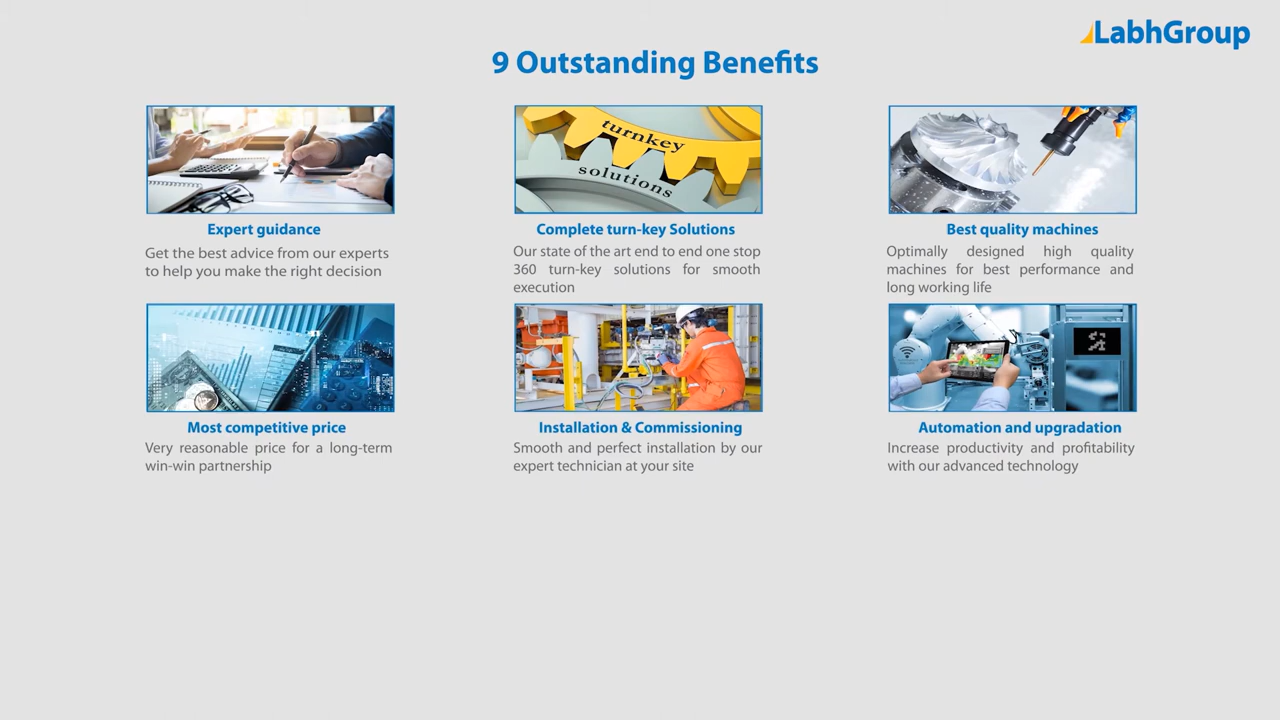 LabhGroup
9 Outstanding Benefits
turnkey
solutions
Expert guidance
Get the best advice from our experts
to help you make the right decision
Complete turn-key Solutions
Our state of the art end to end one stop
360 turn-key solutions for smooth
execution
Best quality machines
Optimally designed high quality
machines for best performance and
long working life
Most competitive price
Very reasonable price for a long-term
win-win partnership
Installation & Commissioning
Smooth and perfect installation by our
expert technician at your site
Automation and upgradation
Increase productivity and profitability
with our advanced technology